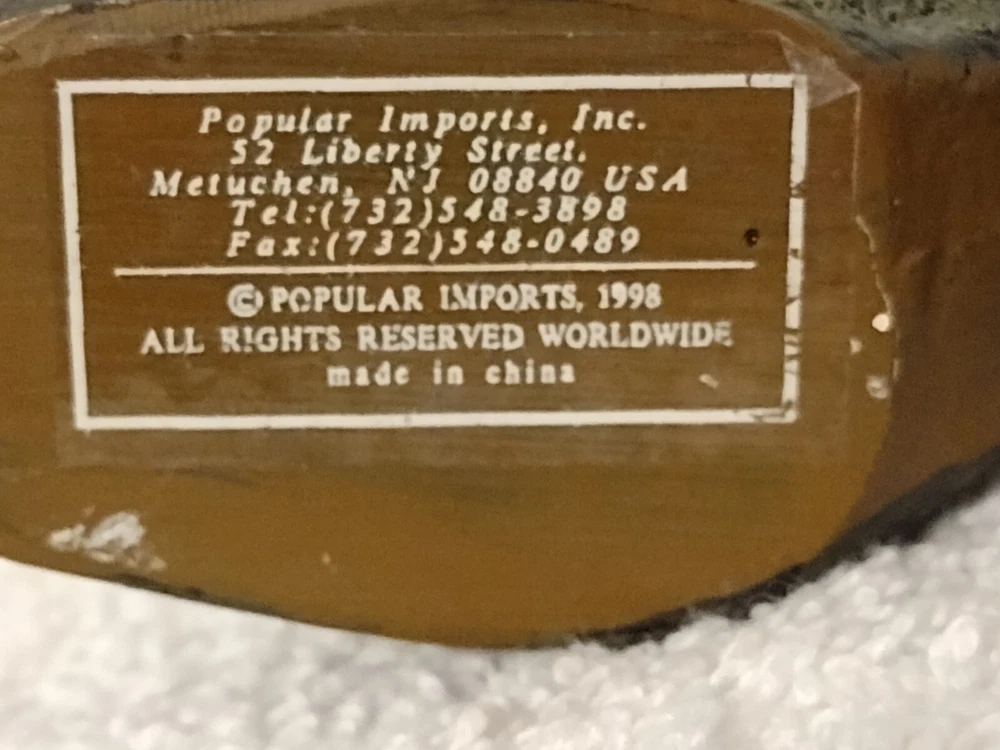 Popular Imports, Inc.
52 Liberty Street.
Metuchen, NJ 08840 USA
Tel:(732)548-3898
Fax:(732)548-0489
© POPULAR IMPORTS, 1998
ALL RIGHTS RESERVED WORLDWIDE
made in china